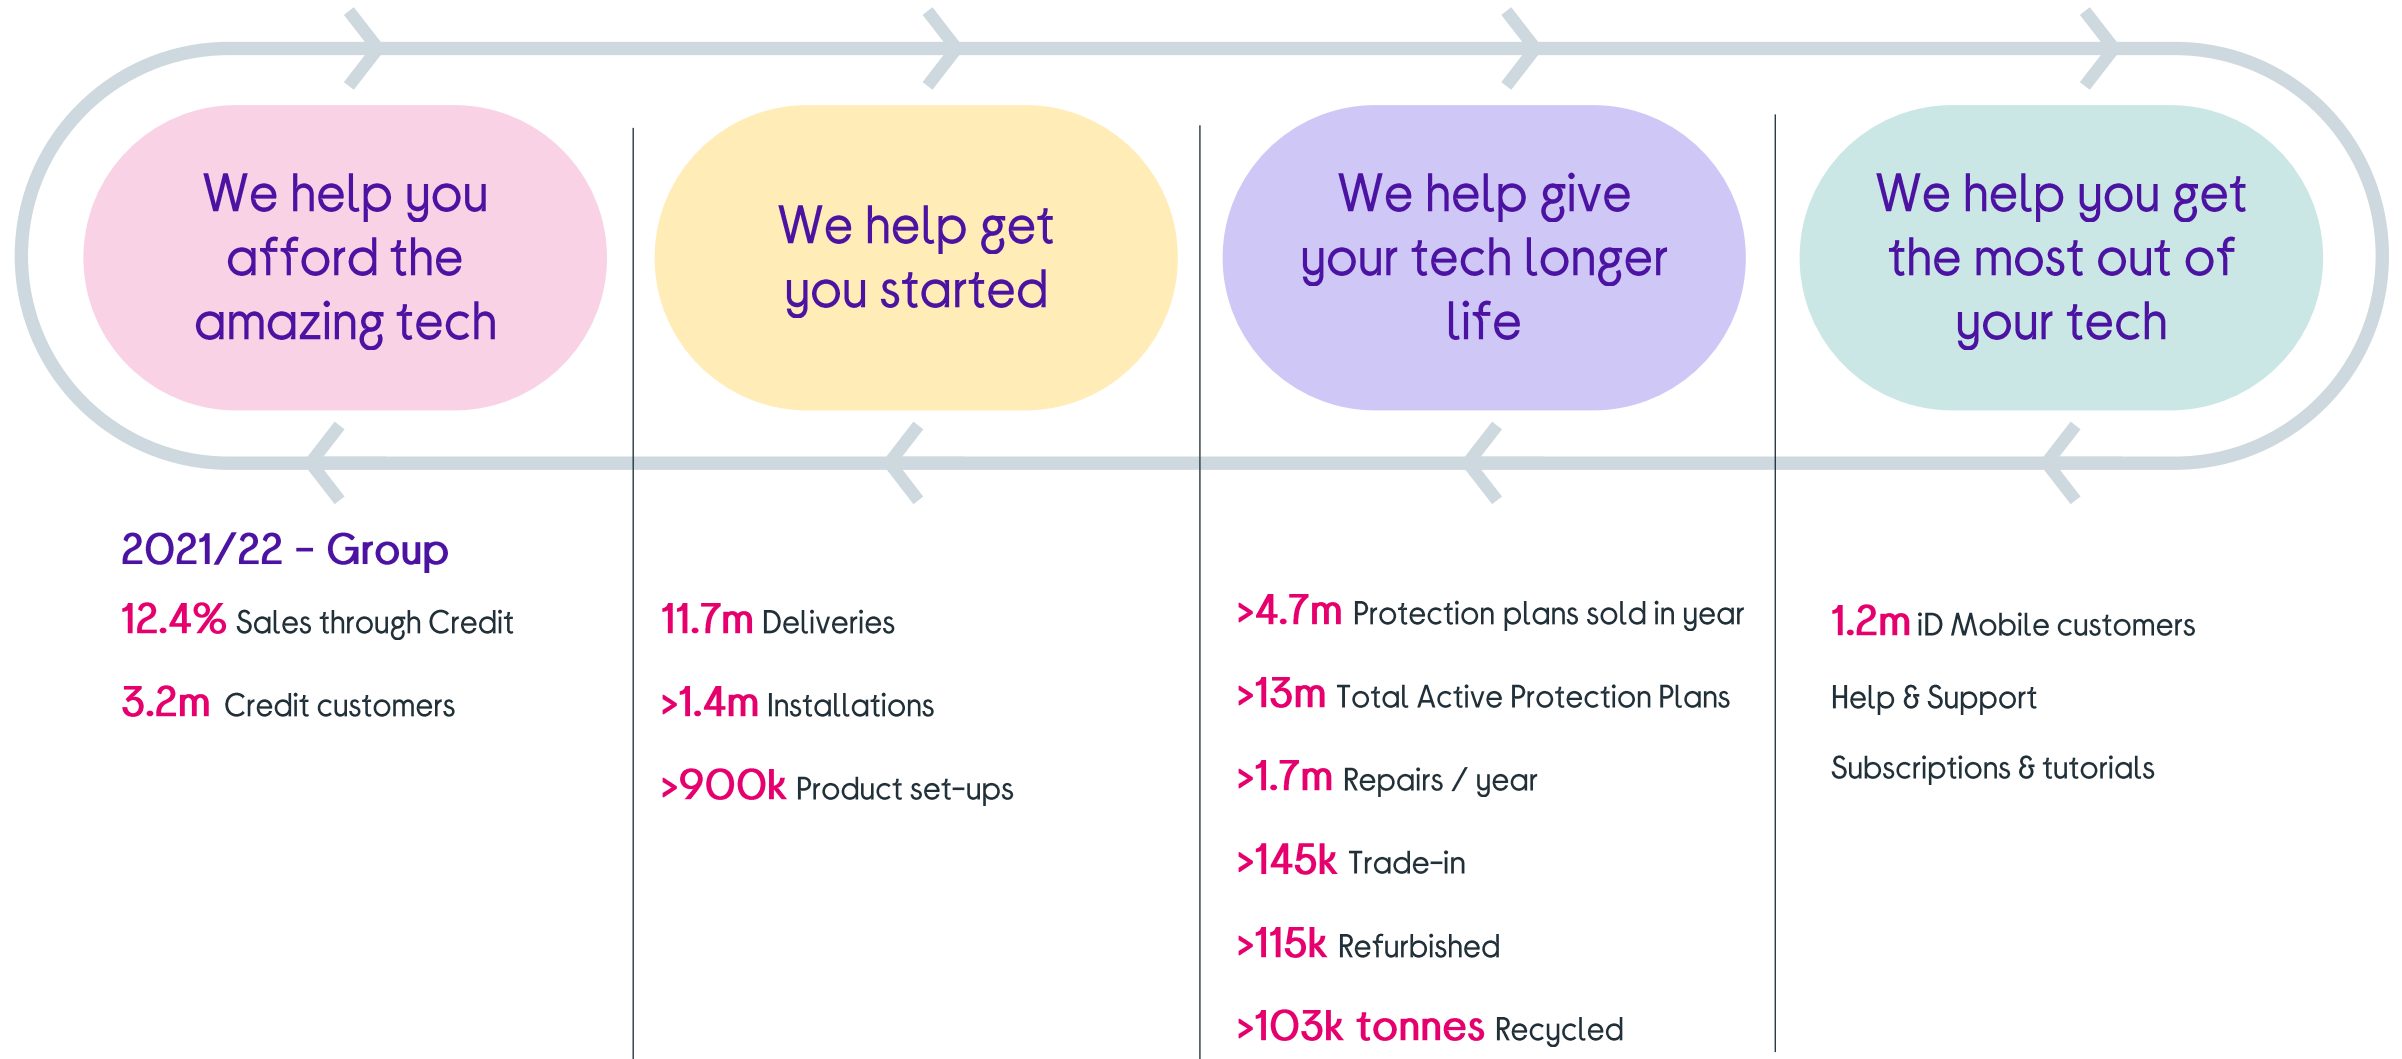 We help you
afford the
amazing tech
We help get
you started
We help give
your tech longer
life
We help you get
the most out of
your tech
2021/22 - Group
12.4% Sales through Credit
3.2m Credit customers
11.7m Deliveries
>1.4m Installations
>900k Product set-ups
>4.7m Protection plans sold in year
>13m Total Active Protection Plans
>1.7m Repairs / year
>145k Trade-in
>115k Refurbished
>103k tonnes Recycled
1.2m iD Mobile customers
Help & Support
Subscriptions & tutorials